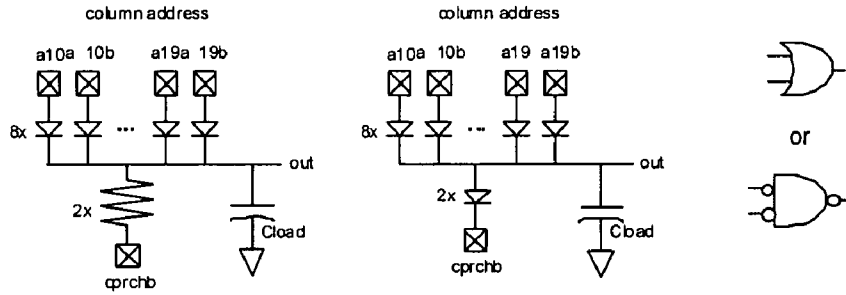 column address
a10a 10b a19a 19b
8x
...
out
2x
Cload
cprchb
column address
a10a 10b a19 a19b
8x
...
out
2x
Cload
cprchb
or